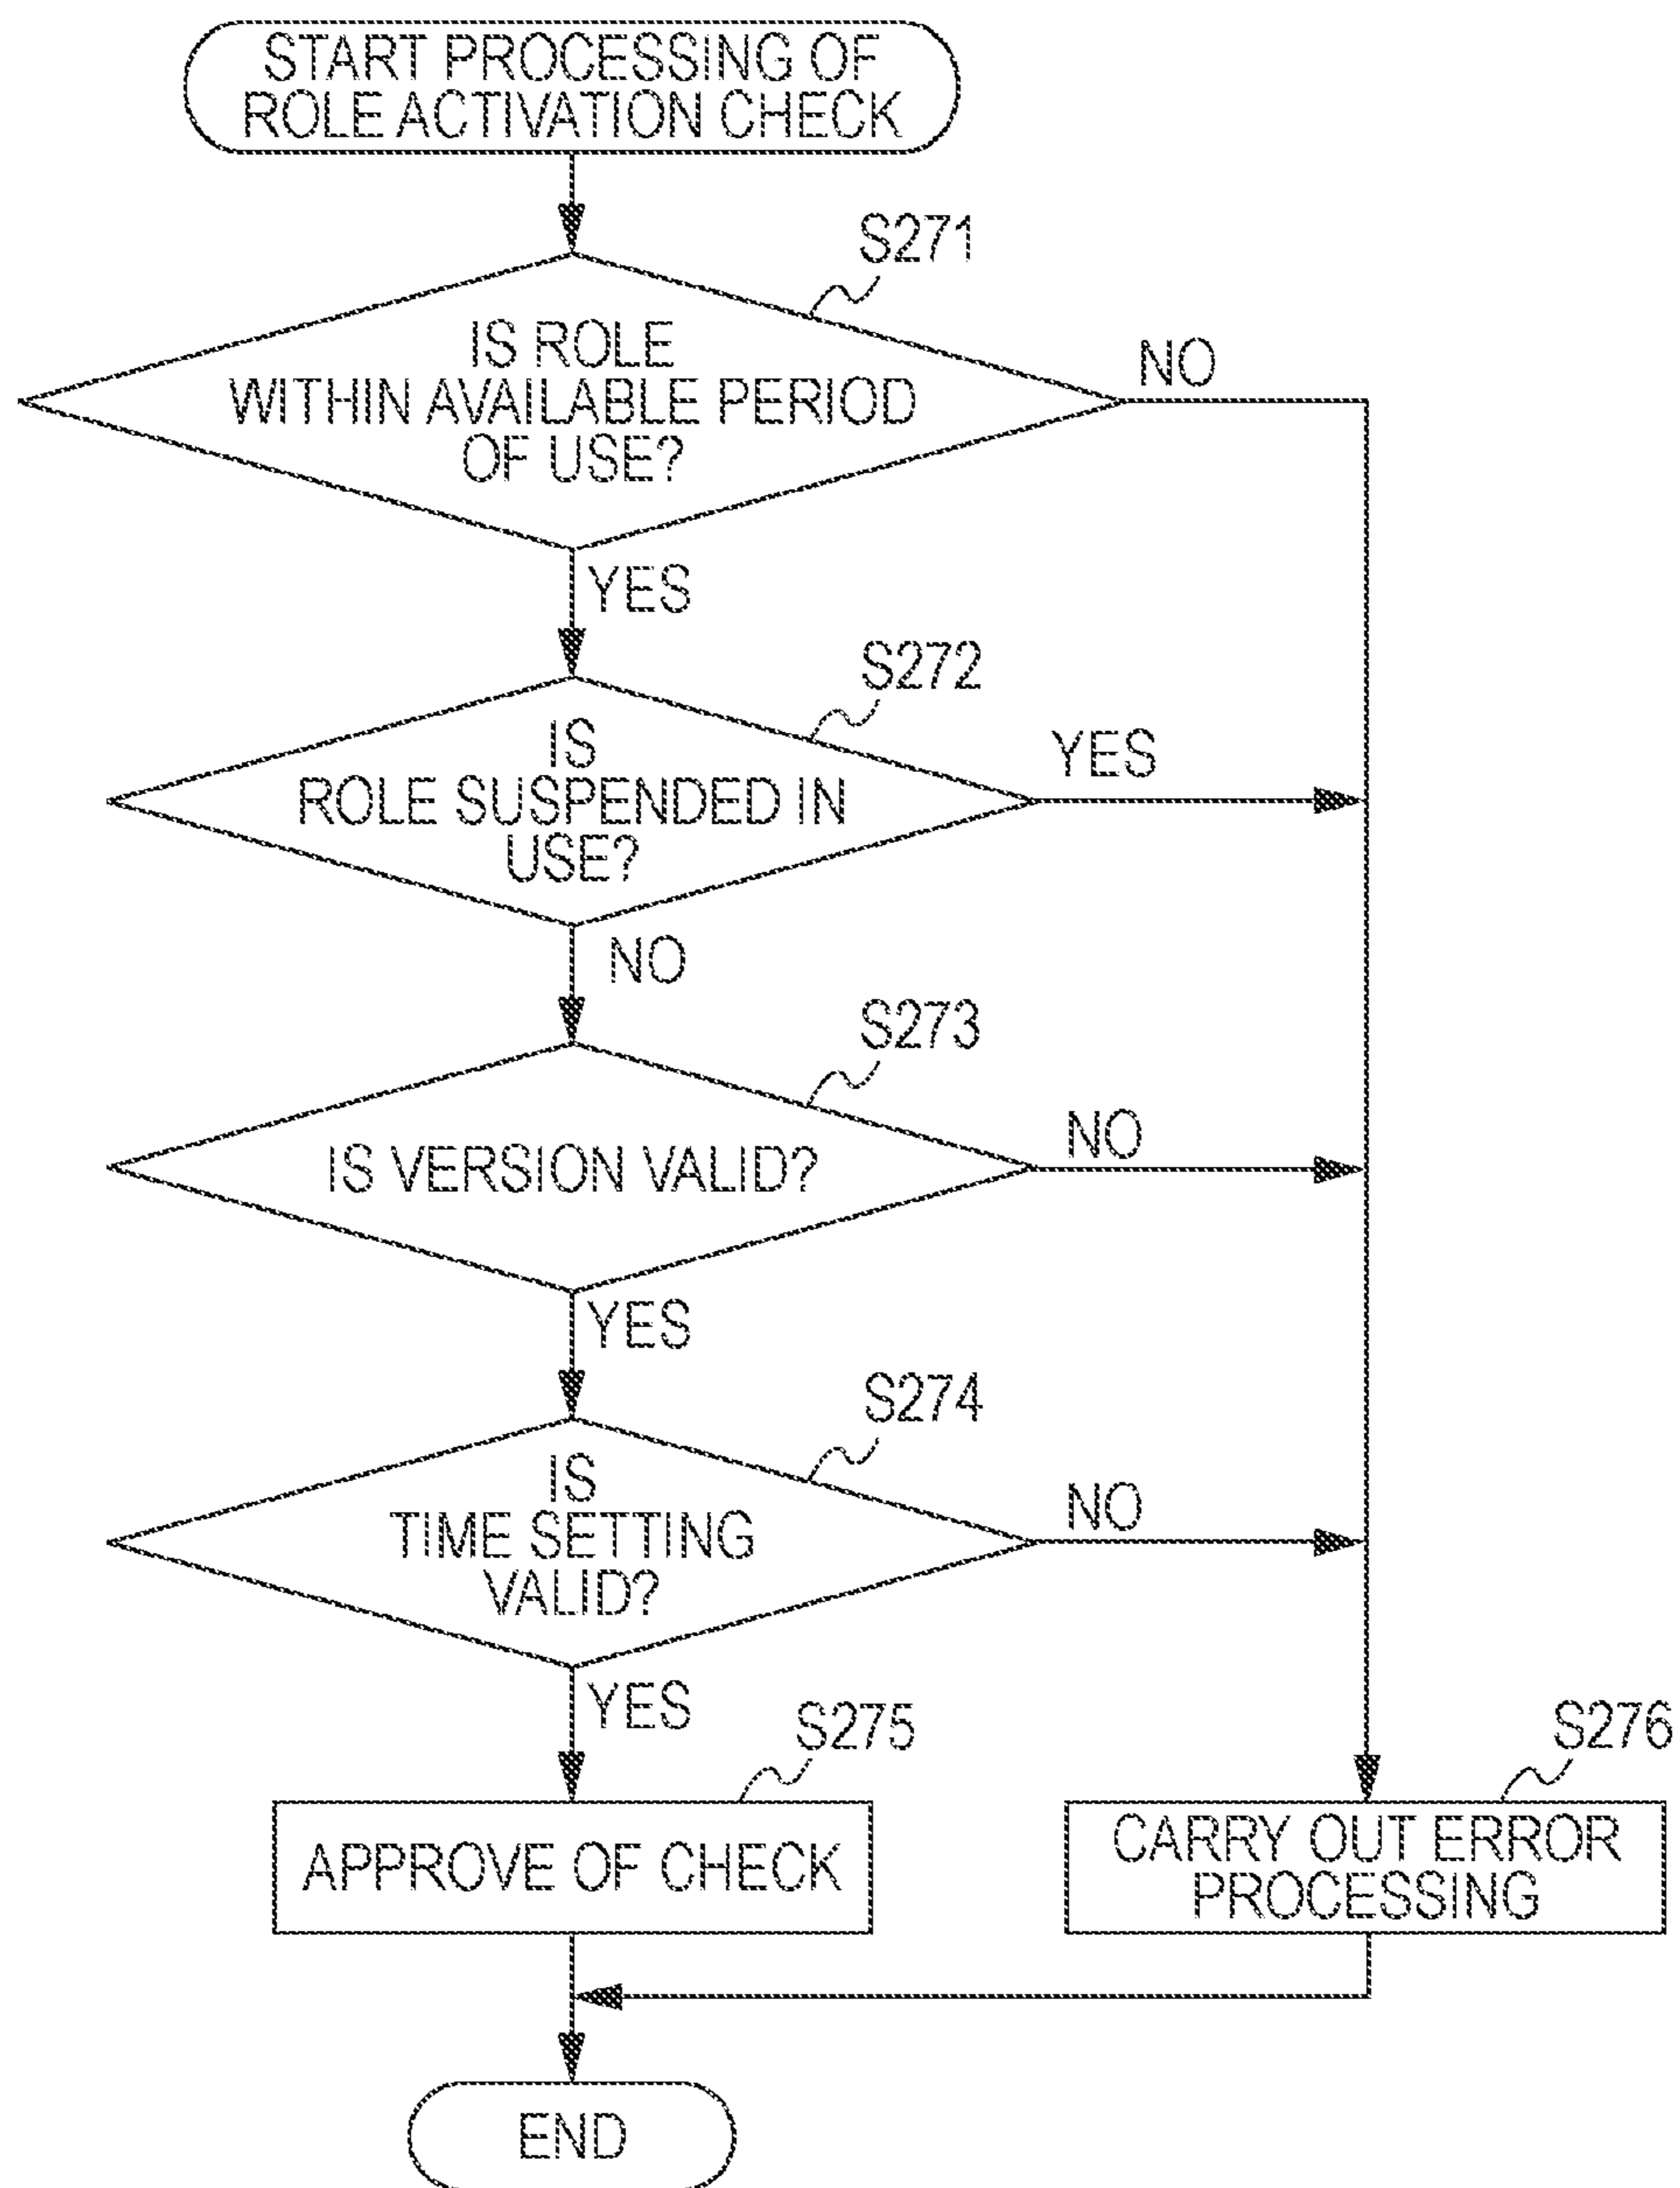 START PROCESSING OF
ROLE ACTIVATION CHECK
S271
IS ROLE
WITHIN AVAILABLE PERIOD
OF USE?
NO
YES
S272
IS
ROLE SUSPENDED IN
USE?
YES
NO
S273
IS VERSION VALID?
NO
YES
S274
IS
TIME SETTING
VALID?
NO
YES
S275
APPROVE OF CHECK
S276
CARRY OUT ERROR
PROCESSING
END